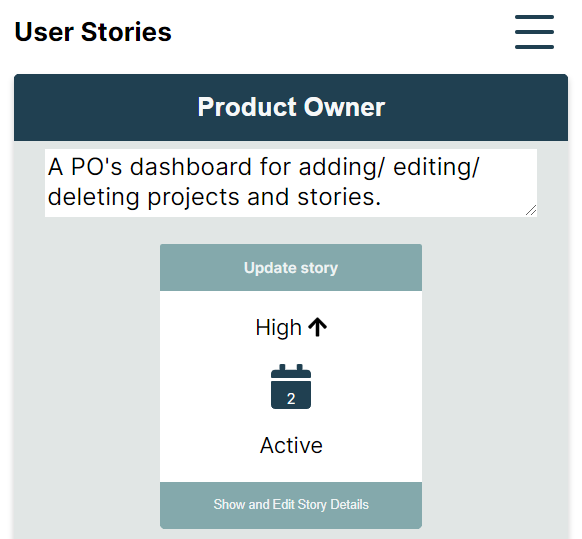 User Stories
Product Owner
A PO's dashboard for adding/ editing/
deleting projects and stories.
Update story
High
2
Active
Show and Edit Story Details